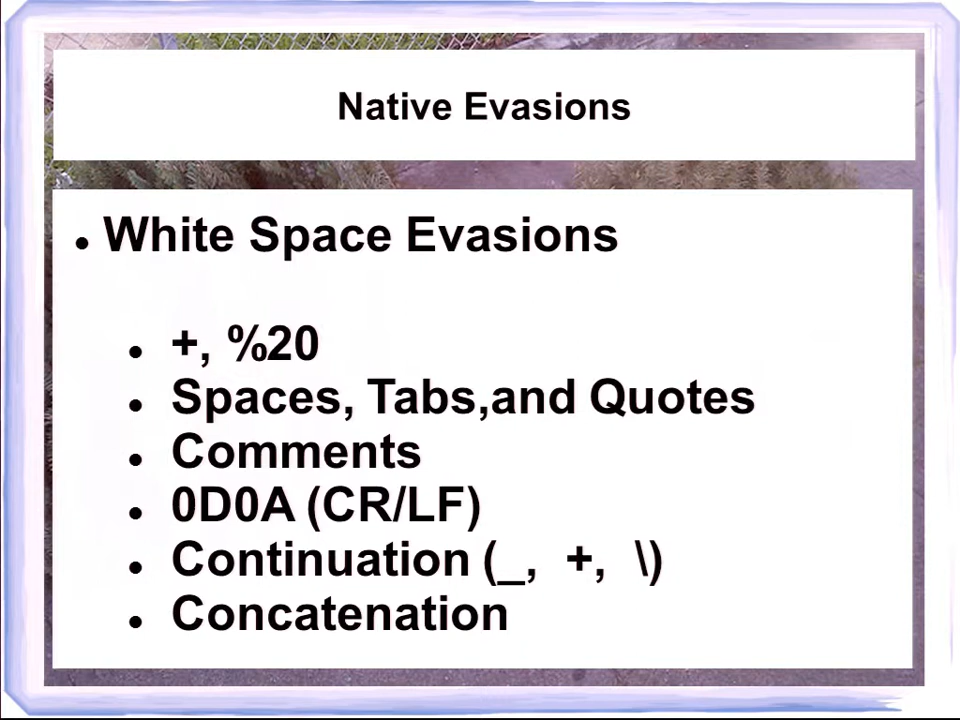 Native Evasions
White Space Evasions
+, %20
Spaces, Tabs,and Quotes
Comments
0D0A (CR/LF)
Continuation (_, +, \)
Concatenation